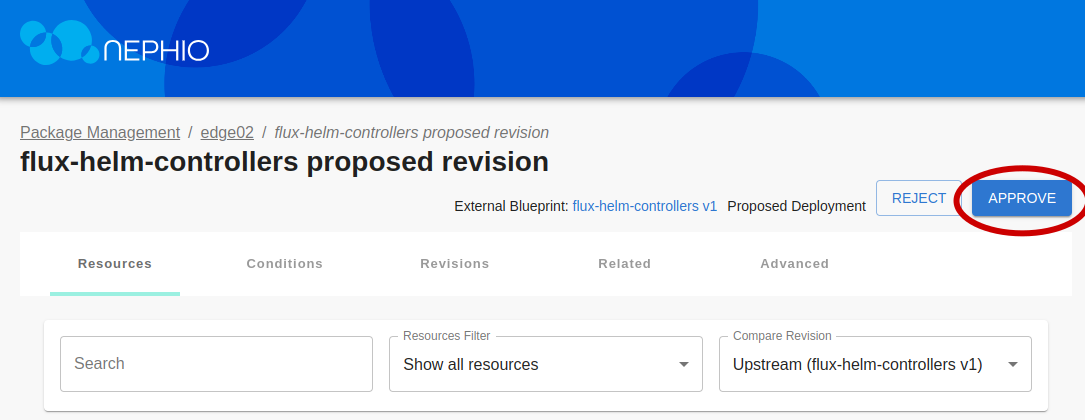 NEPHIO
Package Management / edge02 / flux-helm-controllers proposed revision
flux-helm-controllers proposed revision
External Blueprint: flux-helm-controllers v1 Proposed Deployment REJECT APPROVE
Resources Conditions Revisions Related Advanced
Resources Filter Compare Revision
Search Show all resources Upstream (flux-helm-controllers v1)